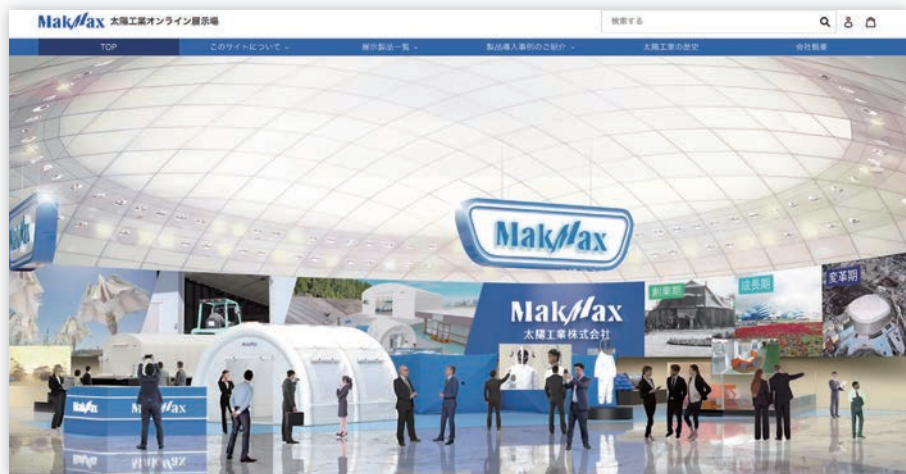 MakMax 太陽工業オンライン展示場
検索する
TOP
このサイトについて
展示製品一覧
製品導入事例のご紹介
太陽工業の歴史
会社概要
MakMax
MakMax
太陽工業株式会社
創業期
成長期
変革期
MakMax
MakMax